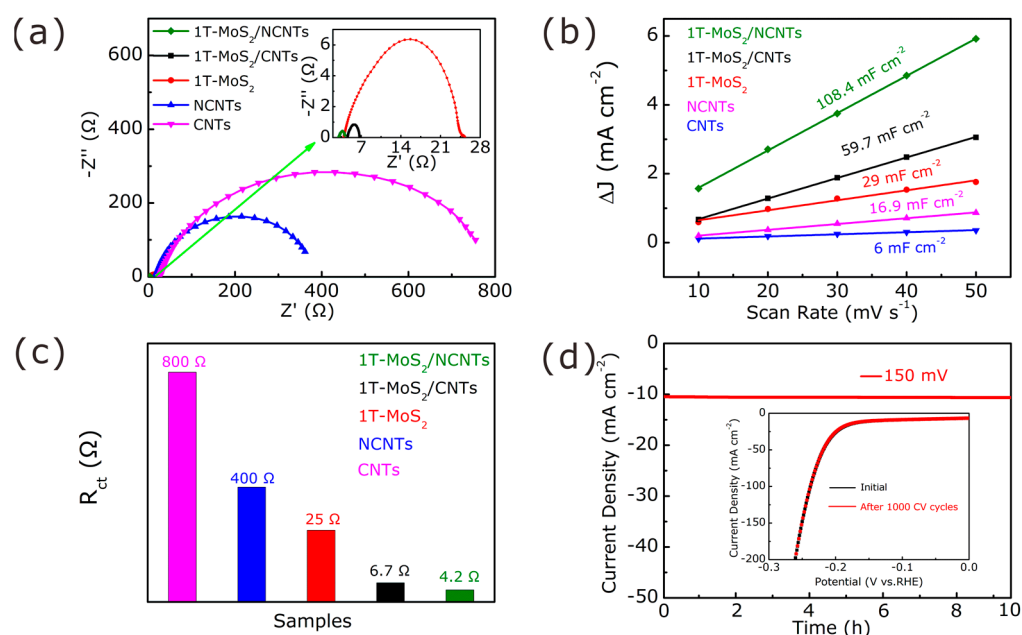 (a)
600
450
300
150
0
-Z'' (Ω)
0 200 400 600 800
Z' (Ω)
1T-MoS₂/NCNTs
1T-MoS₂/CNTs
1T-MoS₂
NCNTs
CNTs
6
4
2
0
-Z'' (Ω)
7 14 21 28
Z' (Ω)
(b)
6
4
2
0
ΔJ (mA cm⁻²)
10 20 30 40 50
Scan Rate (mV s⁻¹)
1T-MoS₂/NCNTs
1T-MoS₂/CNTs
1T-MoS₂
NCNTs
CNTs
108.4 mF cm⁻²
59.7 mF cm⁻²
29 mF cm⁻²
16.9 mF cm⁻²
6 mF cm⁻²
(c)
R_ct (Ω)
800 Ω
400 Ω
25 Ω
6.7 Ω
4.2 Ω
1T-MoS₂/NCNTs
1T-MoS₂/CNTs
1T-MoS₂
NCNTs
CNTs
Samples
(d)
0
-10
-20
-30
-40
-50
Current Density (mA cm⁻²)
0 2 4 6 8 10
Time (h)
150 mV
0
-50
-100
-150
-200
Current Density (mA cm⁻²)
-0.3 -0.2 -0.1 0.0
Potential (V vs.RHE)
Initial
After 1000 CV cycles